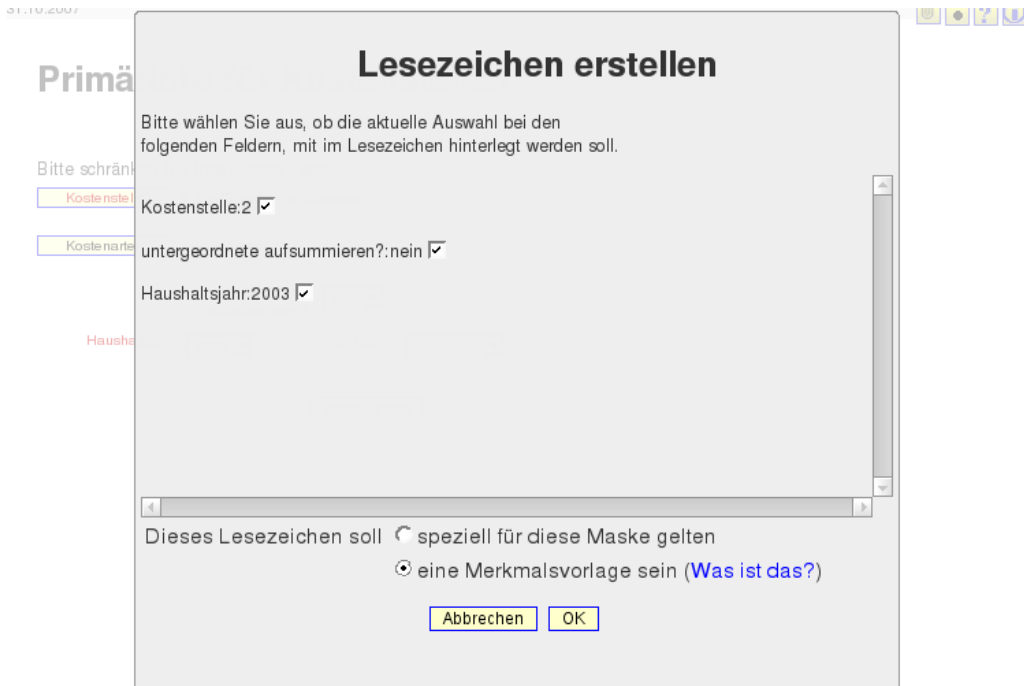 31.10.2007
Primä
Lesezeichen erstellen
Bitte wählen Sie aus, ob die aktuelle Auswahl bei den
folgenden Feldern, mit im Lesezeichen hinterlegt werden soll.
Bitte schränk
Kostenstel
Kostenarte
Hausha
Kostenstelle:2
untergeordnete aufsummieren?:nein
Haushaltsjahr:2003
Dieses Lesezeichen soll speziell für diese Maske gelten
eine Merkmalsvorlage sein (Was ist das?)
Abbrechen OK